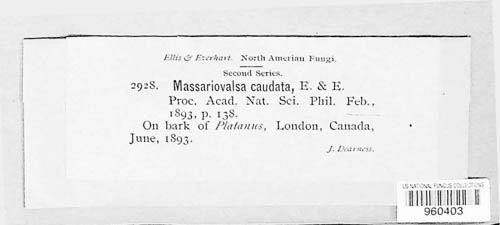 Ellis & Everhart. North Amerian Fungi.
Second Series.
2928. Massariovalsa caudata, E. & E.
Proc. Acad. Nat. Sci. Phil. Feb.,
1893, p. 138.
On bark of Platanus, London, Canada,
June, 1893.
J. Dearness.
US NATIONAL FUNGUS COLLECTIONS
960403